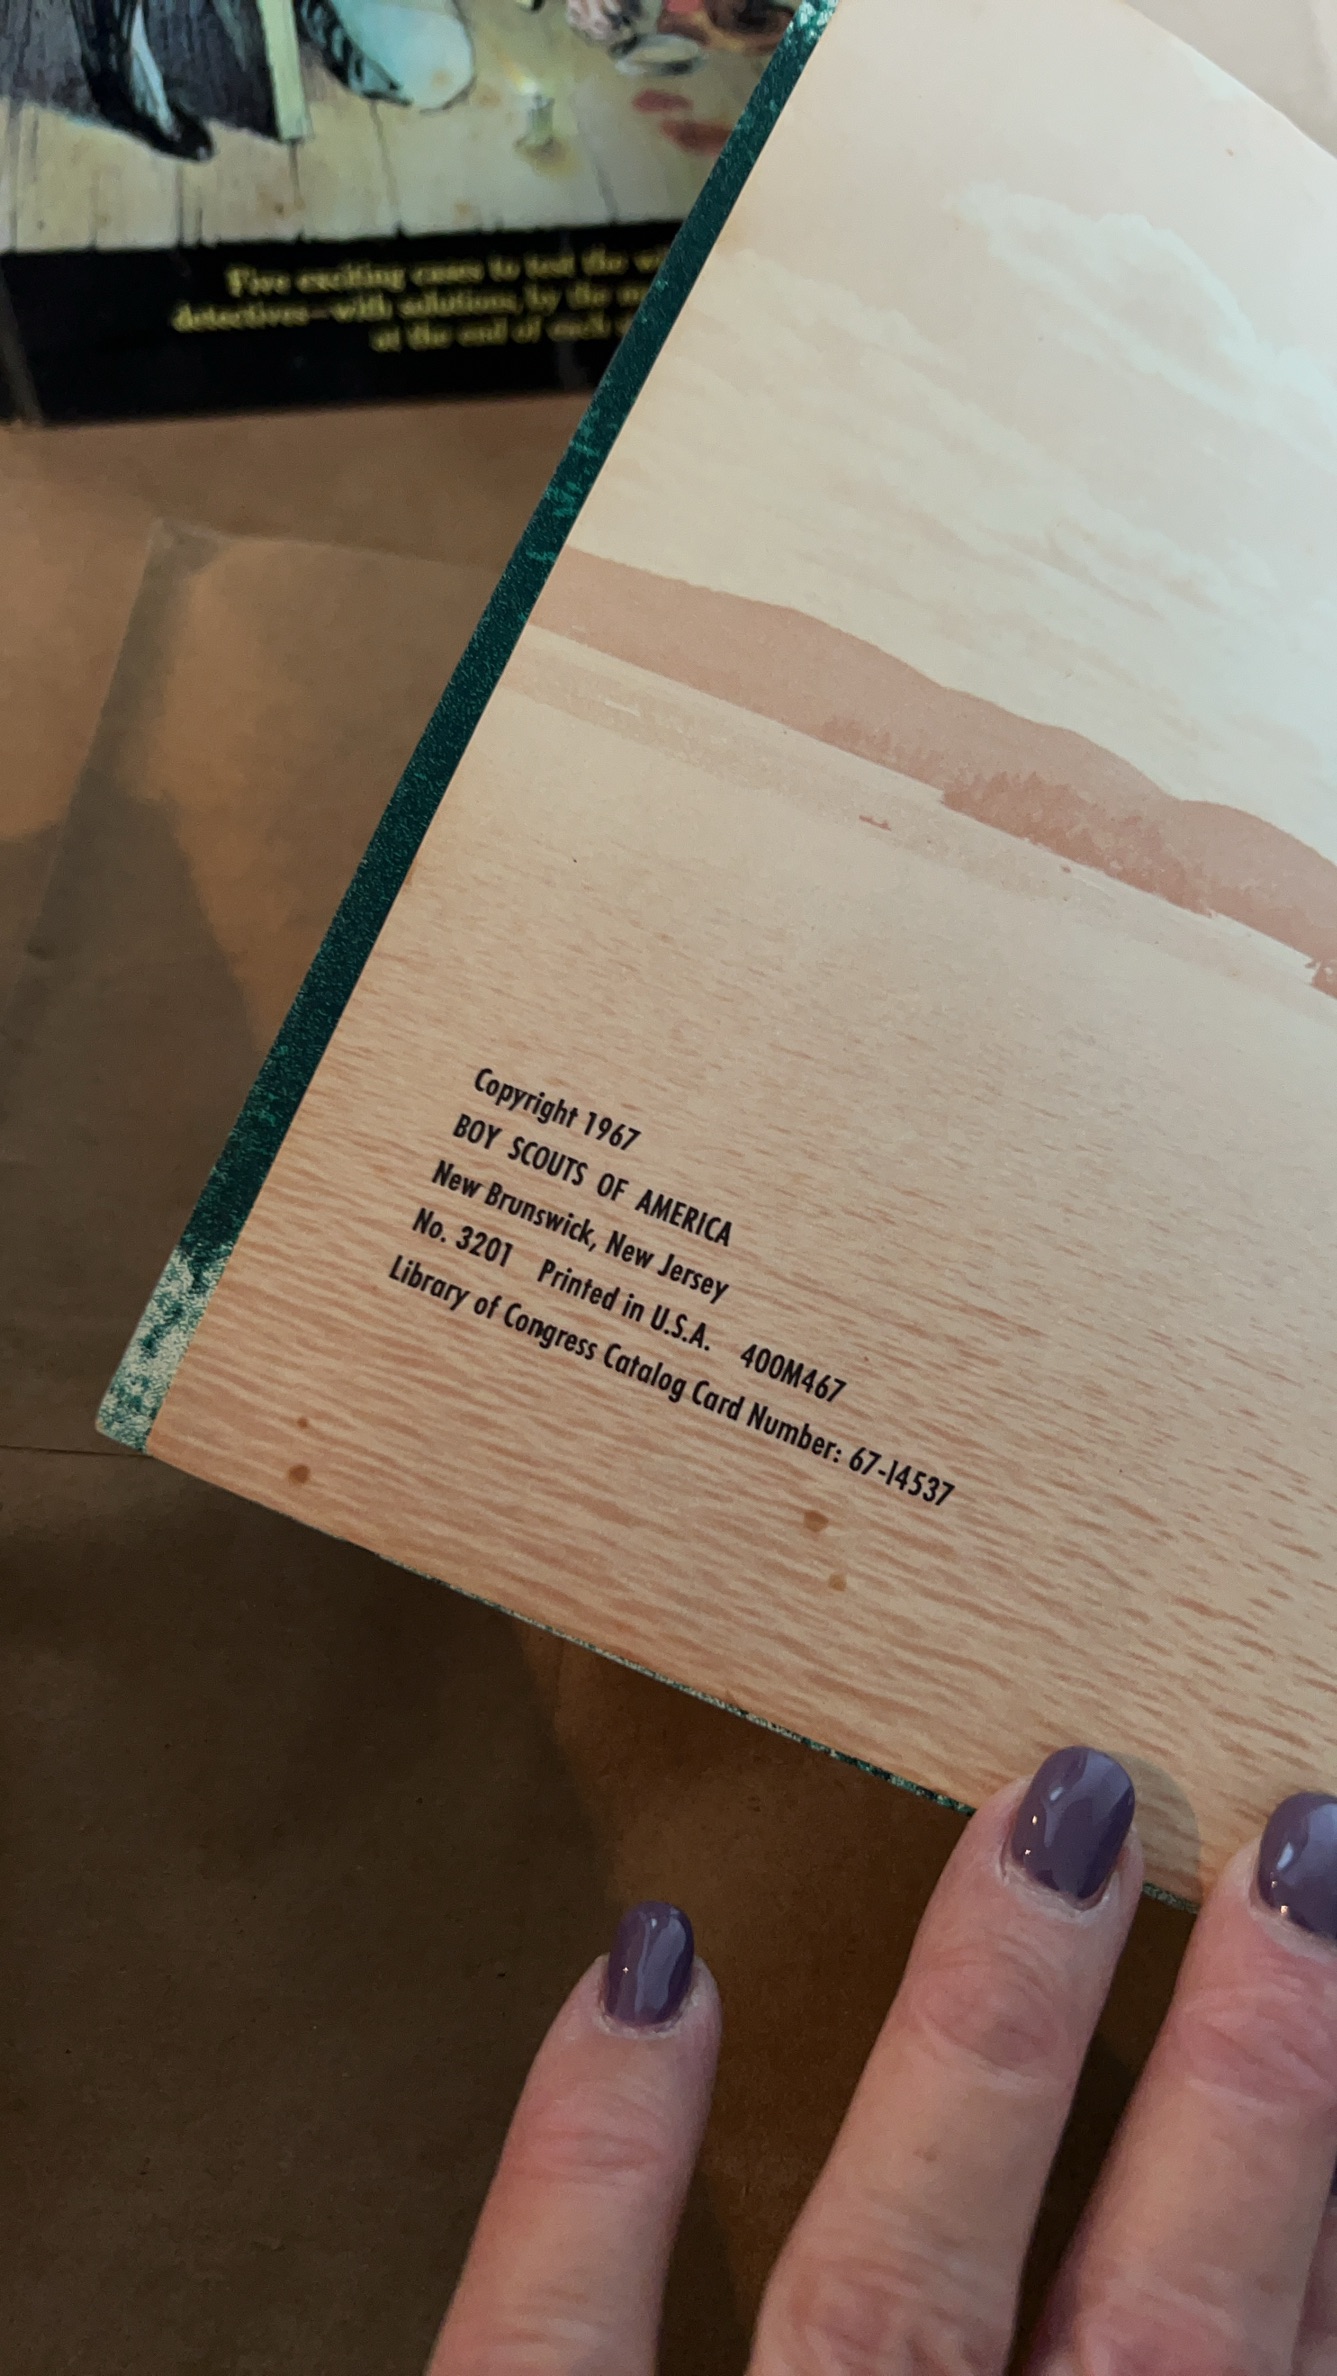 Five exciting cases to test the
detectives—with solutions, by the
at the end of each
Copyright 1967
BOY SCOUTS OF AMERICA
New Brunswick, New Jersey
No. 3201 Printed in U.S.A. 400M467
Library of Congress Catalog Card Number: 67-14537